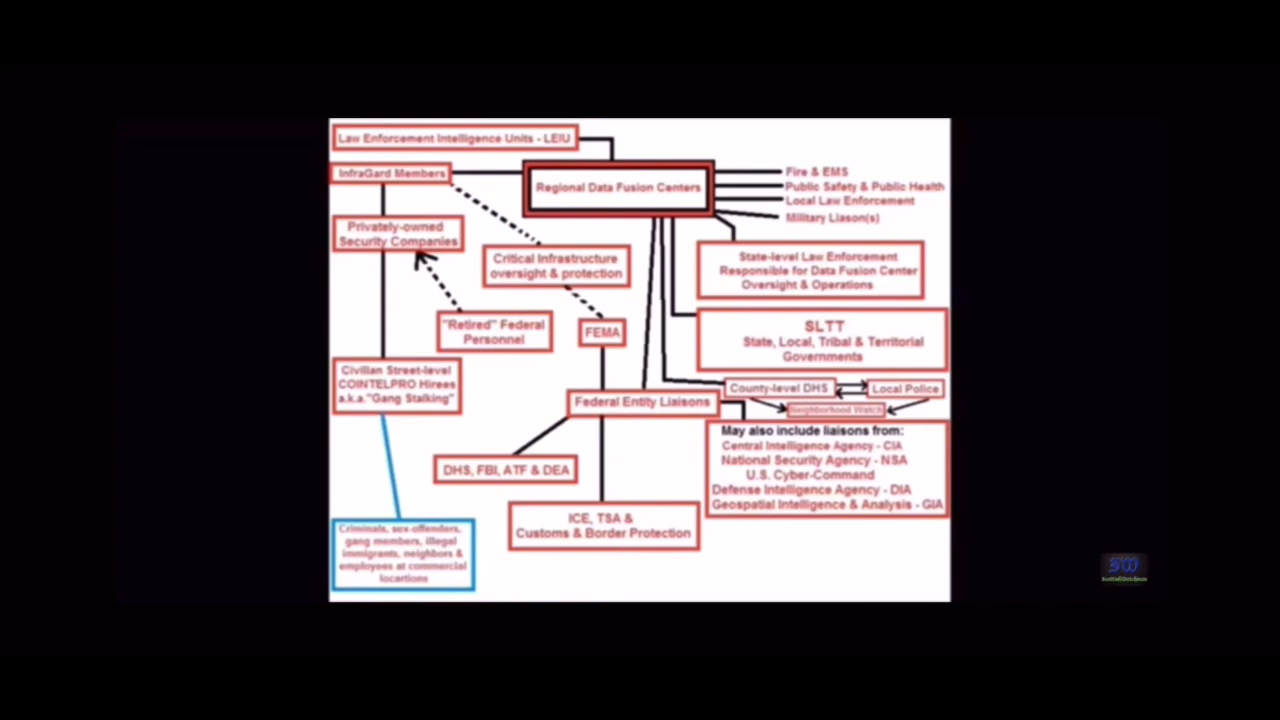 Law Enforcement Intelligence Units - LEIU
InfraGard Members
Regional Data Fusion Centers
Fire & EMS
Public Safety & Public Health
Local Law Enforcement
Military Liason(s)
Privately-owned
Security Companies
Critical Infrastructure
oversight & protection
State-level Law Enforcement
Responsible for Data Fusion Center
Oversight & Operations
"Retired" Federal
Personnel
FEMA
SLTT
State, Local, Tribal & Territorial
Governments
Civilian Street-level
COINTELPRO Hirees
a.k.a."Gang Stalking"
Federal Entity Liaisons
County-level DHS
Local Police
Neighborhood Watch
May also include liaisons from:
Central Intelligence Agency - CIA
National Security Agency - NSA
U.S. Cyber-Command
Defense Intelligence Agency - DIA
Geospatial Intelligence & Analysis - GIA
DHS, FBI, ATF & DEA
ICE, TSA &
Customs & Border Protection
Criminals, sex-offenders,
gang members, illegal
immigrants, neighbors &
employees at commercial
locartions